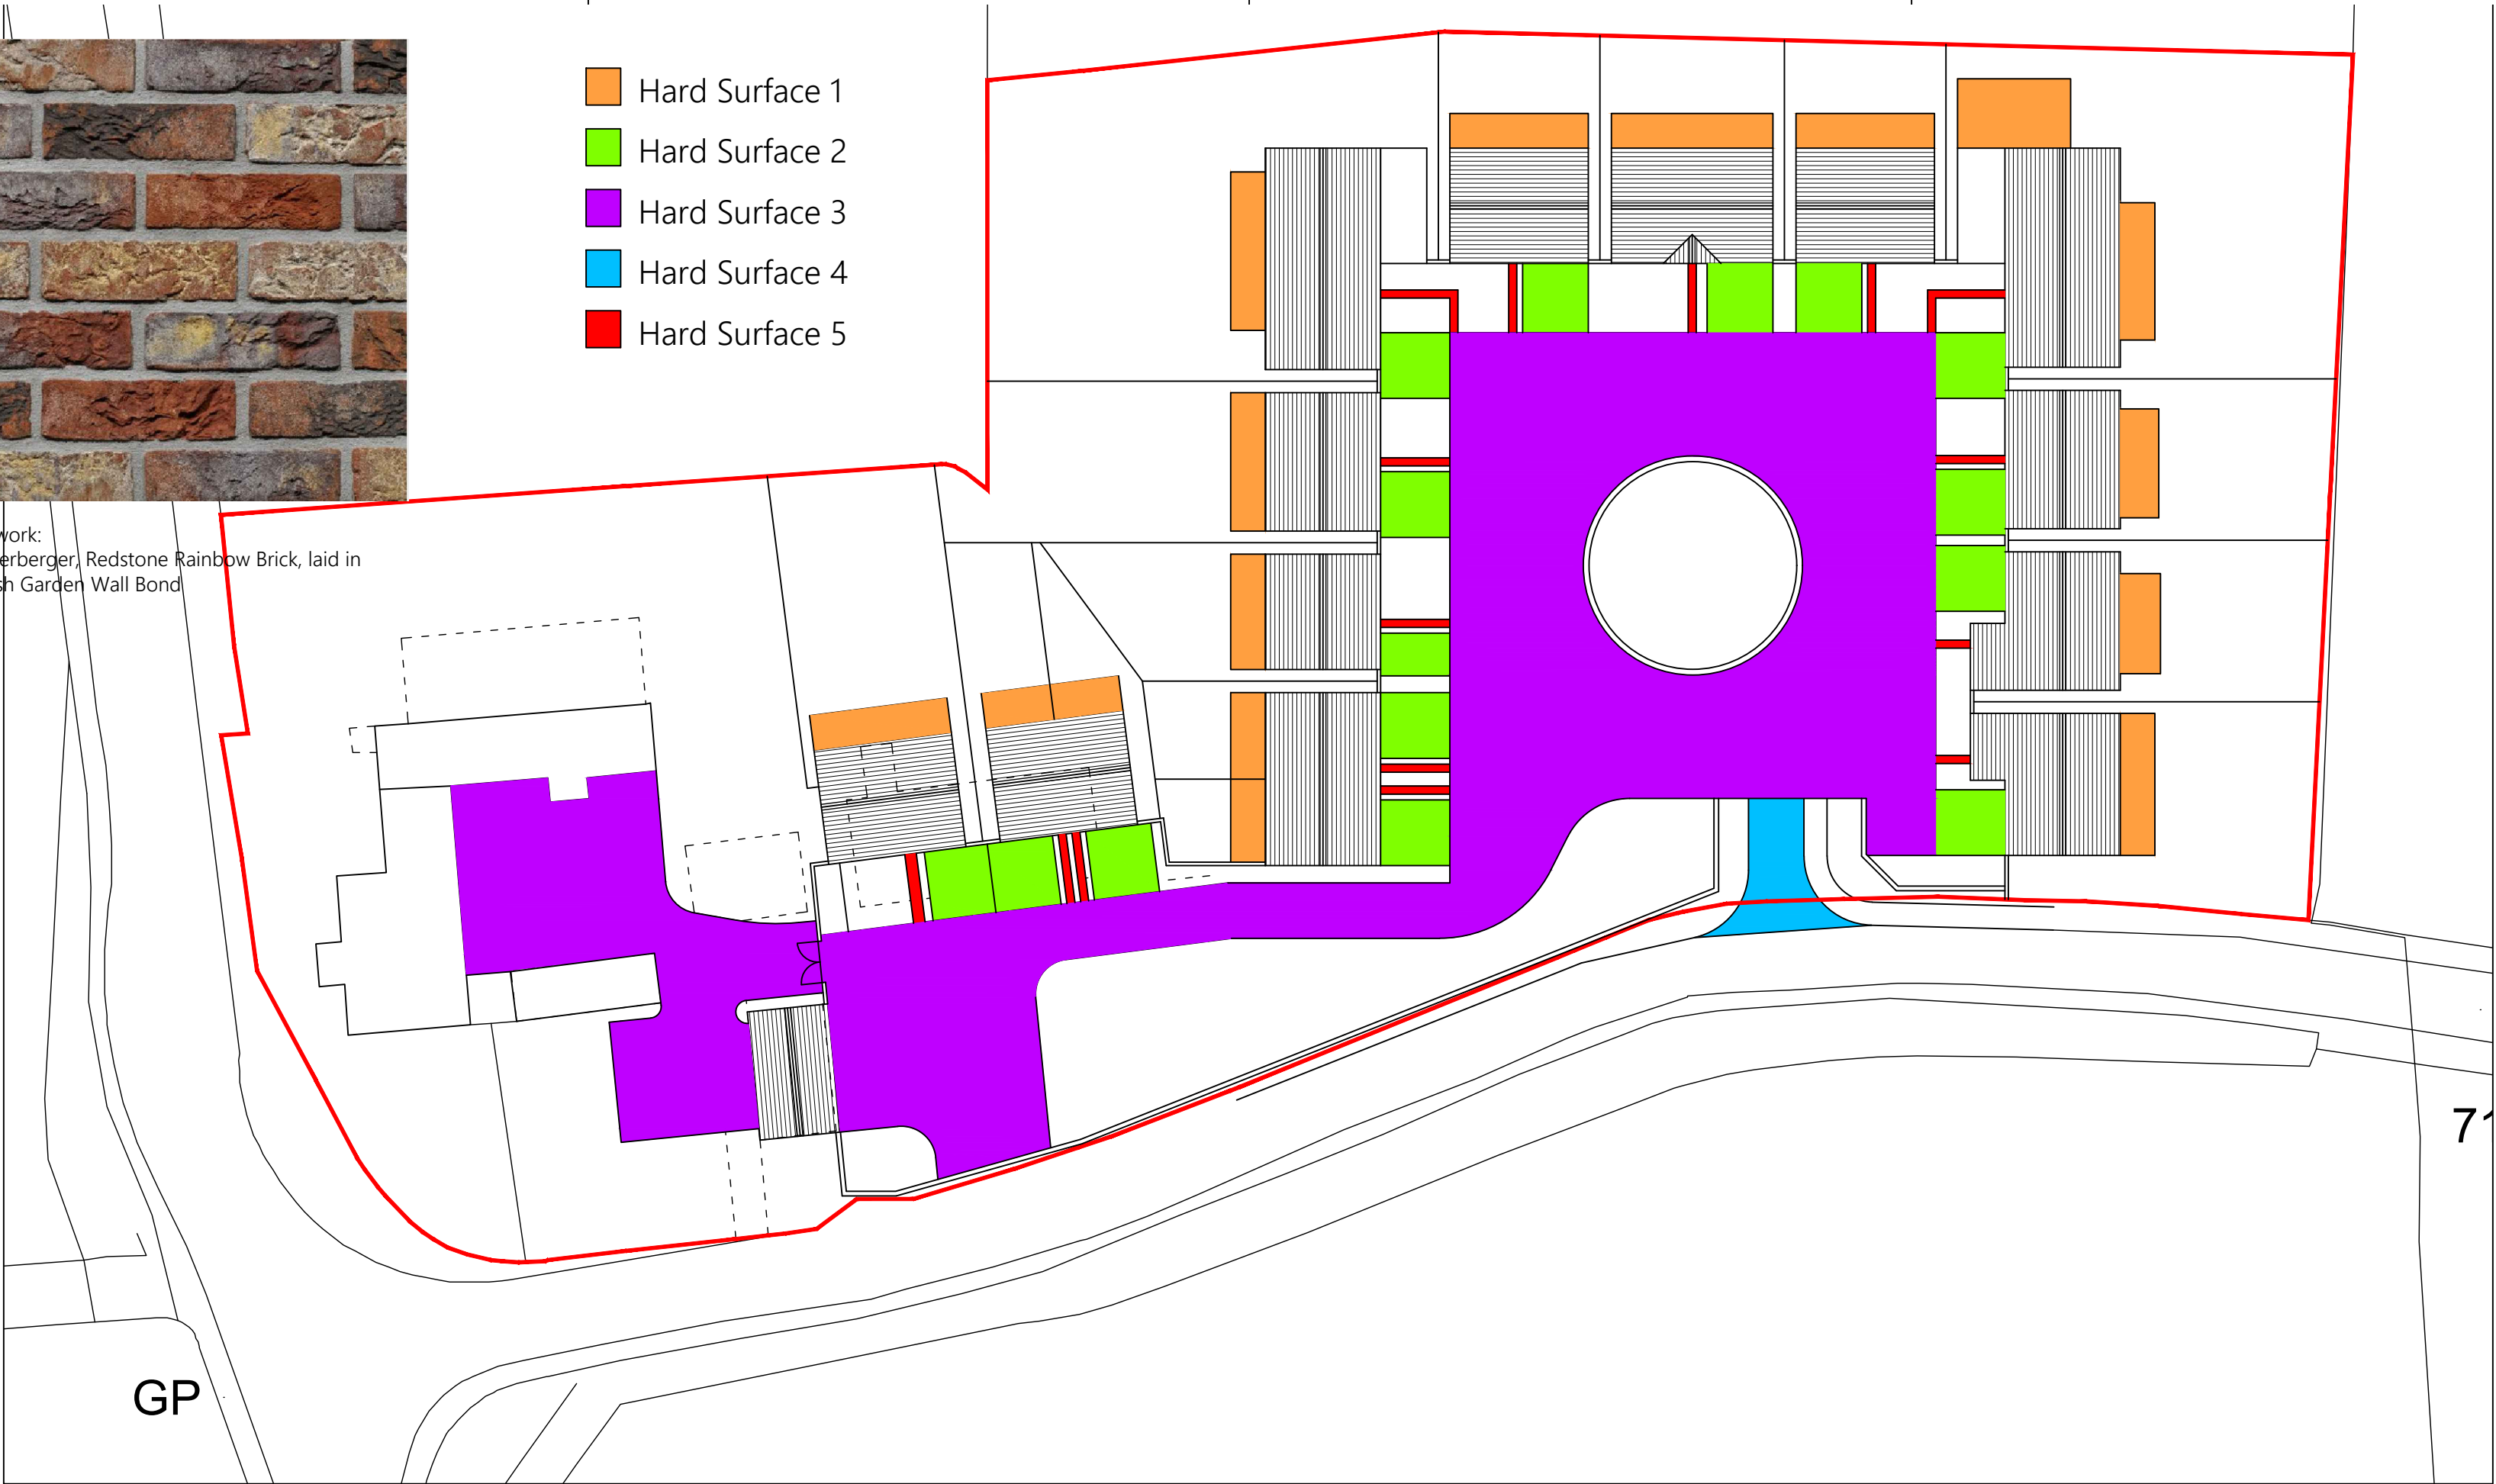 Hard Surface 1
Hard Surface 2
Hard Surface 3
Hard Surface 4
Hard Surface 5
work:
erberger, Redstone Rainbow Brick, laid in
sh Garden Wall Bond
71
GP